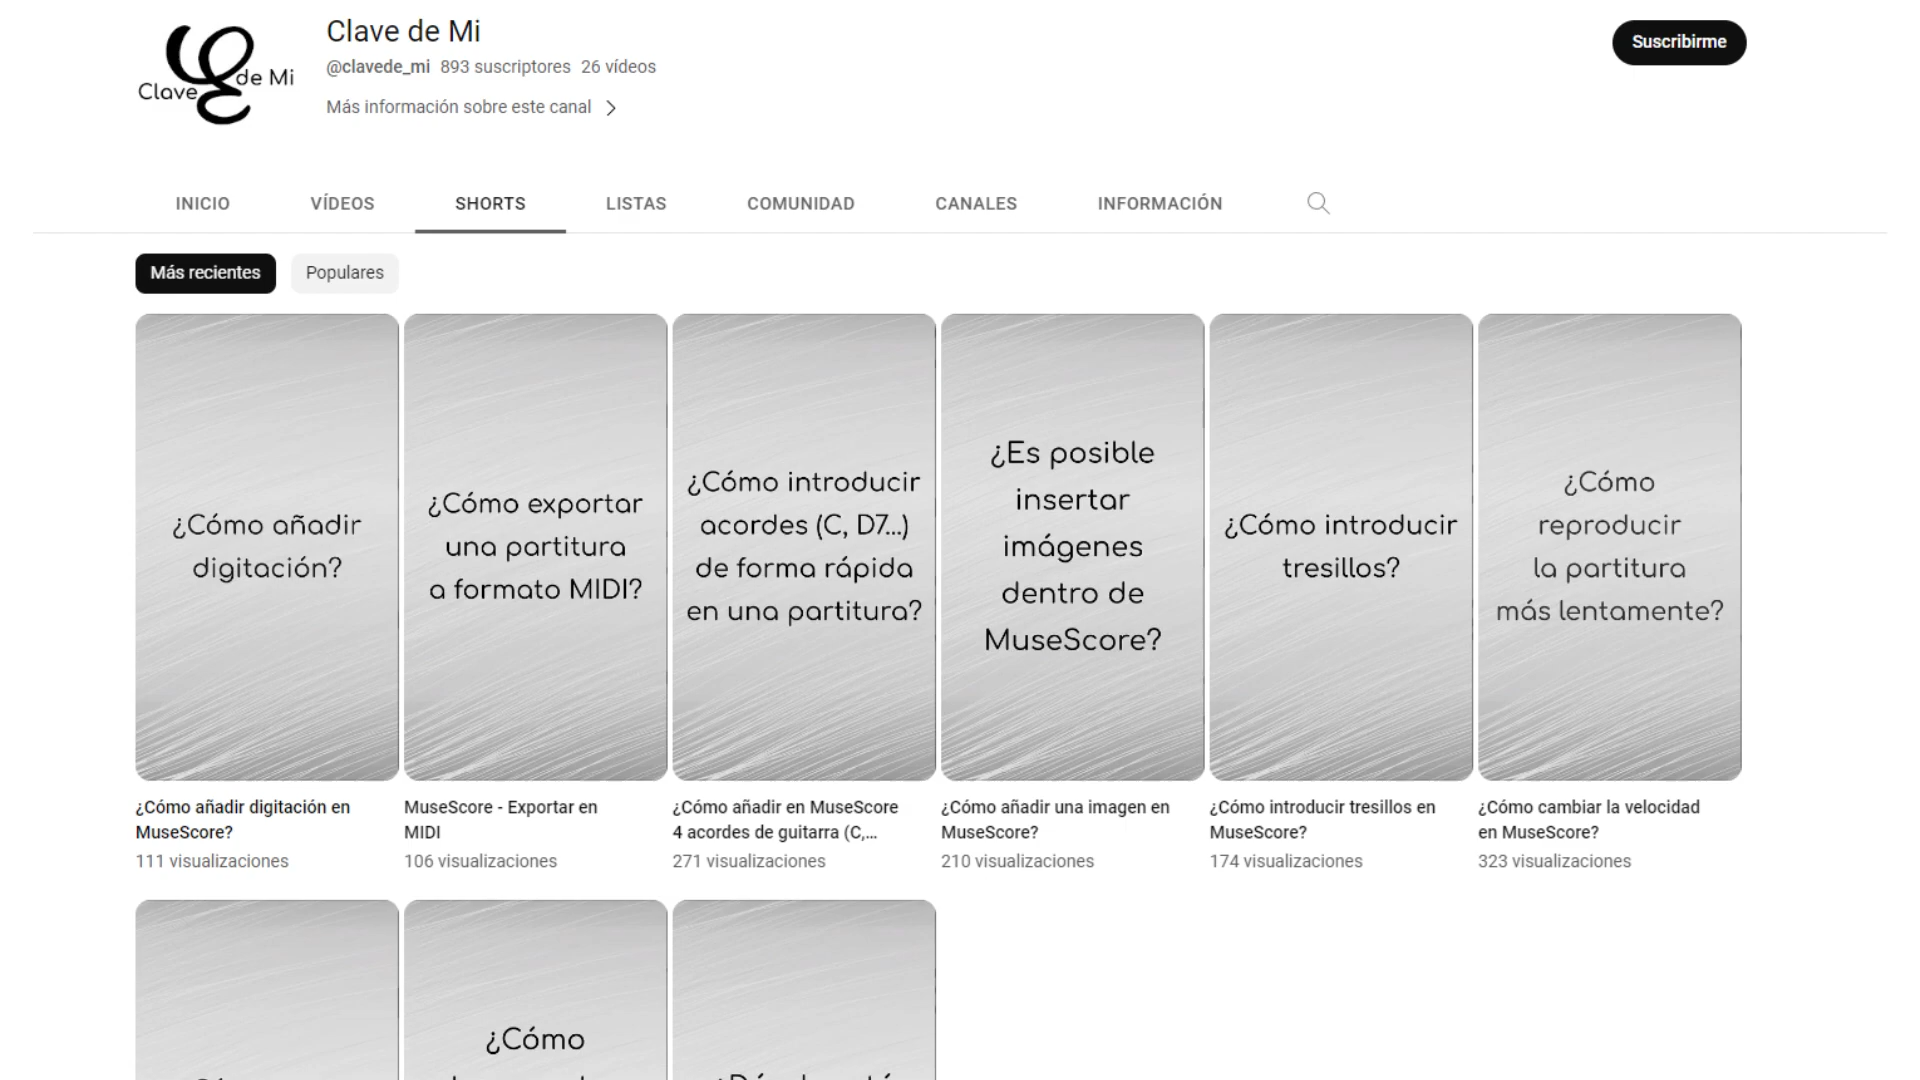 Clave de Mi
Clave de Mi
@clavede_mi 893 suscriptores 26 vídeos
Más información sobre este canal
Suscribirme
INICIO VÍDEOS SHORTS LISTAS COMUNIDAD CANALES INFORMACIÓN
Más recientes Populares
¿Cómo añadir
digitación?
¿Cómo exportar
una partitura
a formato MIDI?
¿Cómo introducir
acordes (C, D7...)
de forma rápida
en una partitura?
¿Es posible
insertar
imágenes
dentro de
MuseScore?
¿Cómo introducir
tresillos?
¿Cómo
reproducir
la partitura
más lentamente?
¿Cómo añadir digitación en
MuseScore?
111 visualizaciones
MuseScore - Exportar en
MIDI
106 visualizaciones
¿Cómo añadir en MuseScore
4 acordes de guitarra (C,...
271 visualizaciones
¿Cómo añadir una imagen en
MuseScore?
210 visualizaciones
¿Cómo introducir tresillos en
MuseScore?
174 visualizaciones
¿Cómo cambiar la velocidad
en MuseScore?
323 visualizaciones
¿Cómo